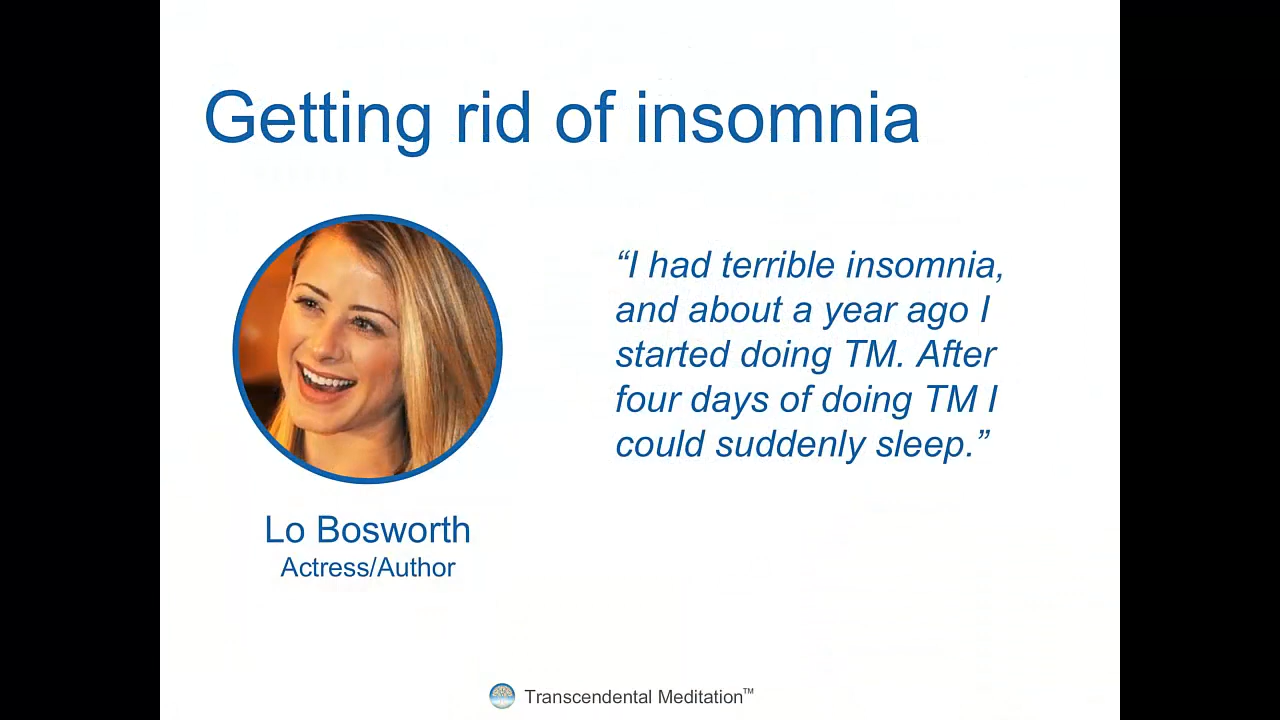 Getting rid of insomnia
“I had terrible insomnia,
and about a year ago I
started doing TM. After
four days of doing TM I
could suddenly sleep.”
Lo Bosworth
Actress/Author
Transcendental Meditation™